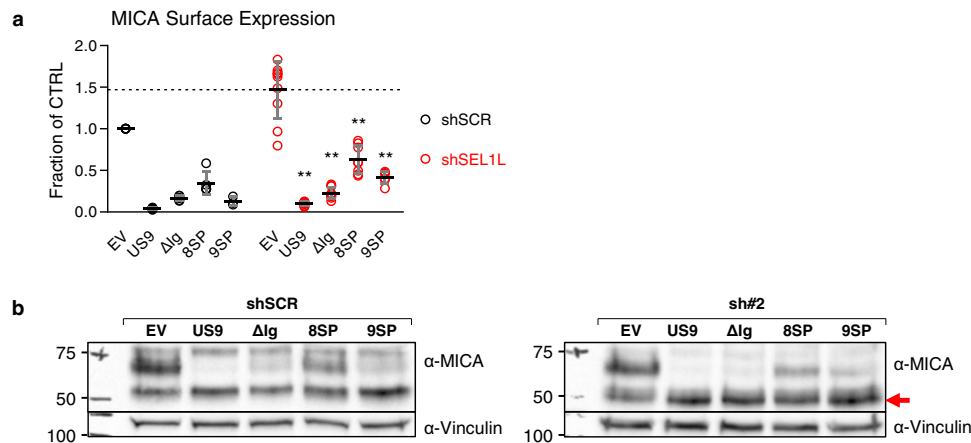 a
MICA Surface Expression
Fraction of CTRL
2.0
1.5
1.0
0.5
0.0
** ** ** **
EV US9 ΔIg 8SP 9SP EV US9 ΔIg 8SP 9SP
shSCR
shSEL1L
b
shSCR
EV US9 ΔIg 8SP 9SP
75
50
100
α-MICA
α-Vinculin
sh#2
EV US9 ΔIg 8SP 9SP
75
50
100
α-MICA
α-Vinculin